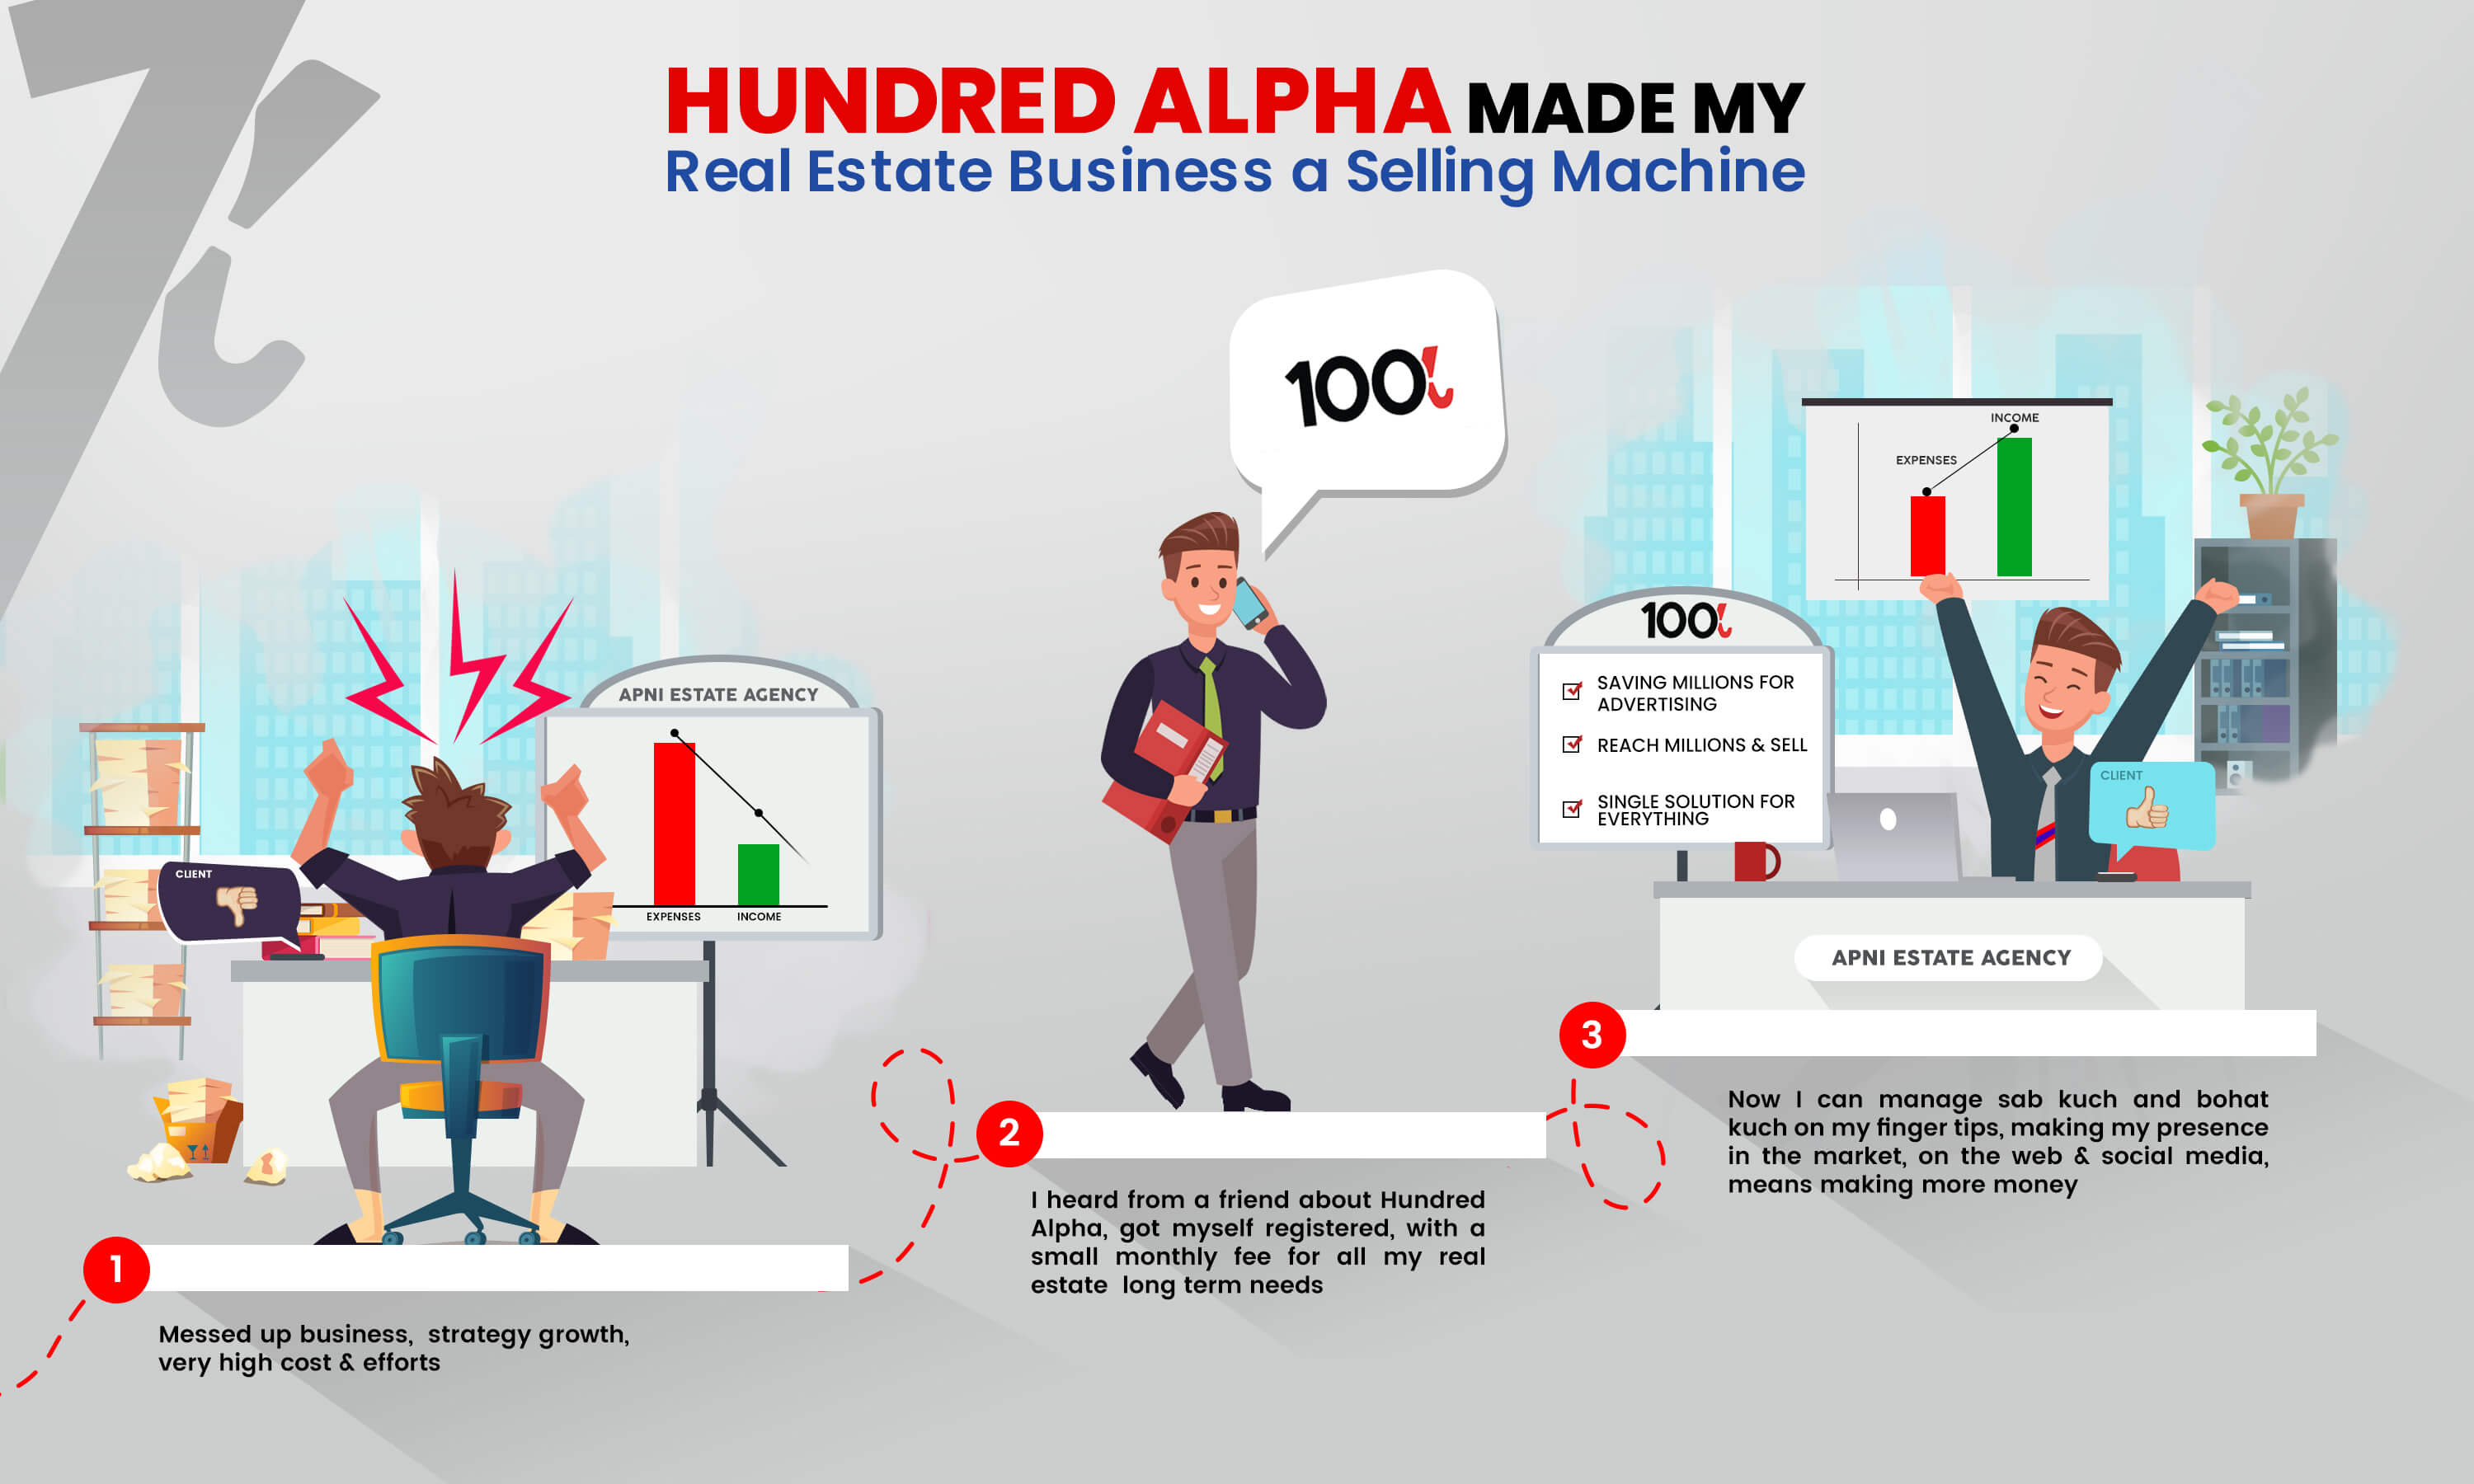 HUNDRED ALPHA MADE MY
Real Estate Business a Selling Machine
100
INCOME
EXPENSES
100
SAVING MILLIONS FOR
ADVERTISING
REACH MILLIONS & SELL
SINGLE SOLUTION FOR
EVERYTHING
CLIENT
APNI ESTATE AGENCY
APNI ESTATE AGENCY
CLIENT
EXPENSES INCOME
1
Messed up business, strategy growth,
very high cost & efforts
2
I heard from a friend about Hundred
Alpha, got myself registered, with a
small monthly fee for all my real
estate long term needs
3
Now I can manage sab kuch and bohat
kuch on my finger tips, making my presence
in the market, on the web & social media,
means making more money